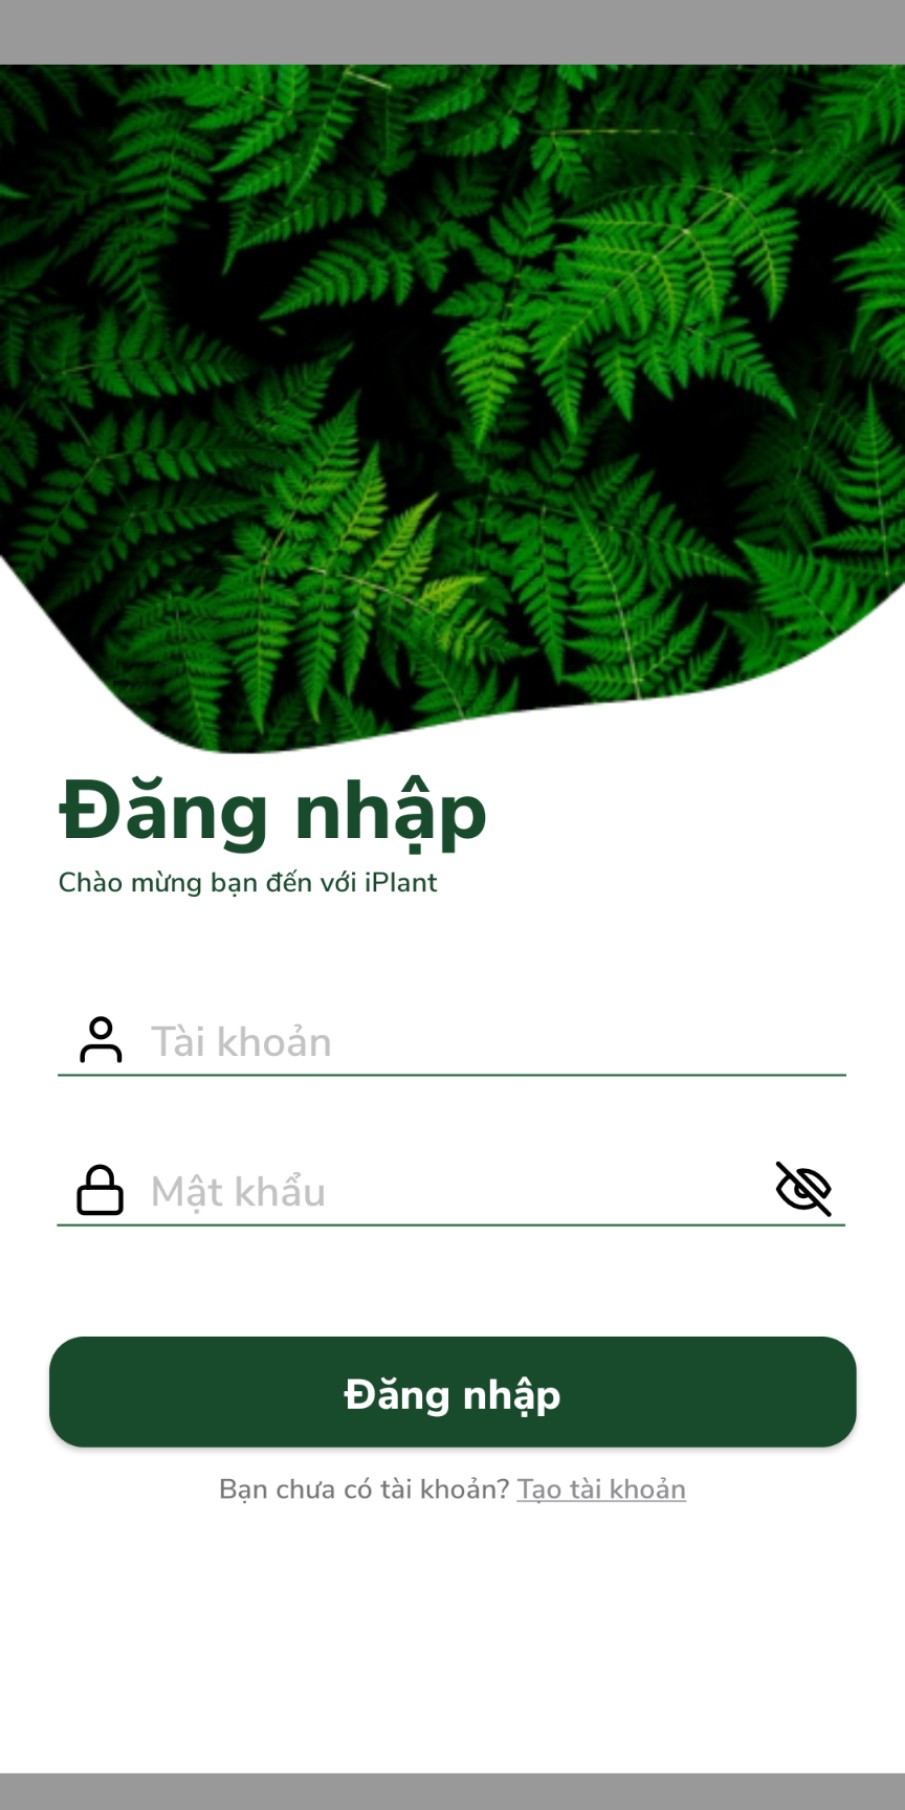 Đăng nhập
Chào mừng bạn đến với iPlant
Tài khoản
Mật khẩu
Đăng nhập
Bạn chưa có tài khoản? Tạo tài khoản